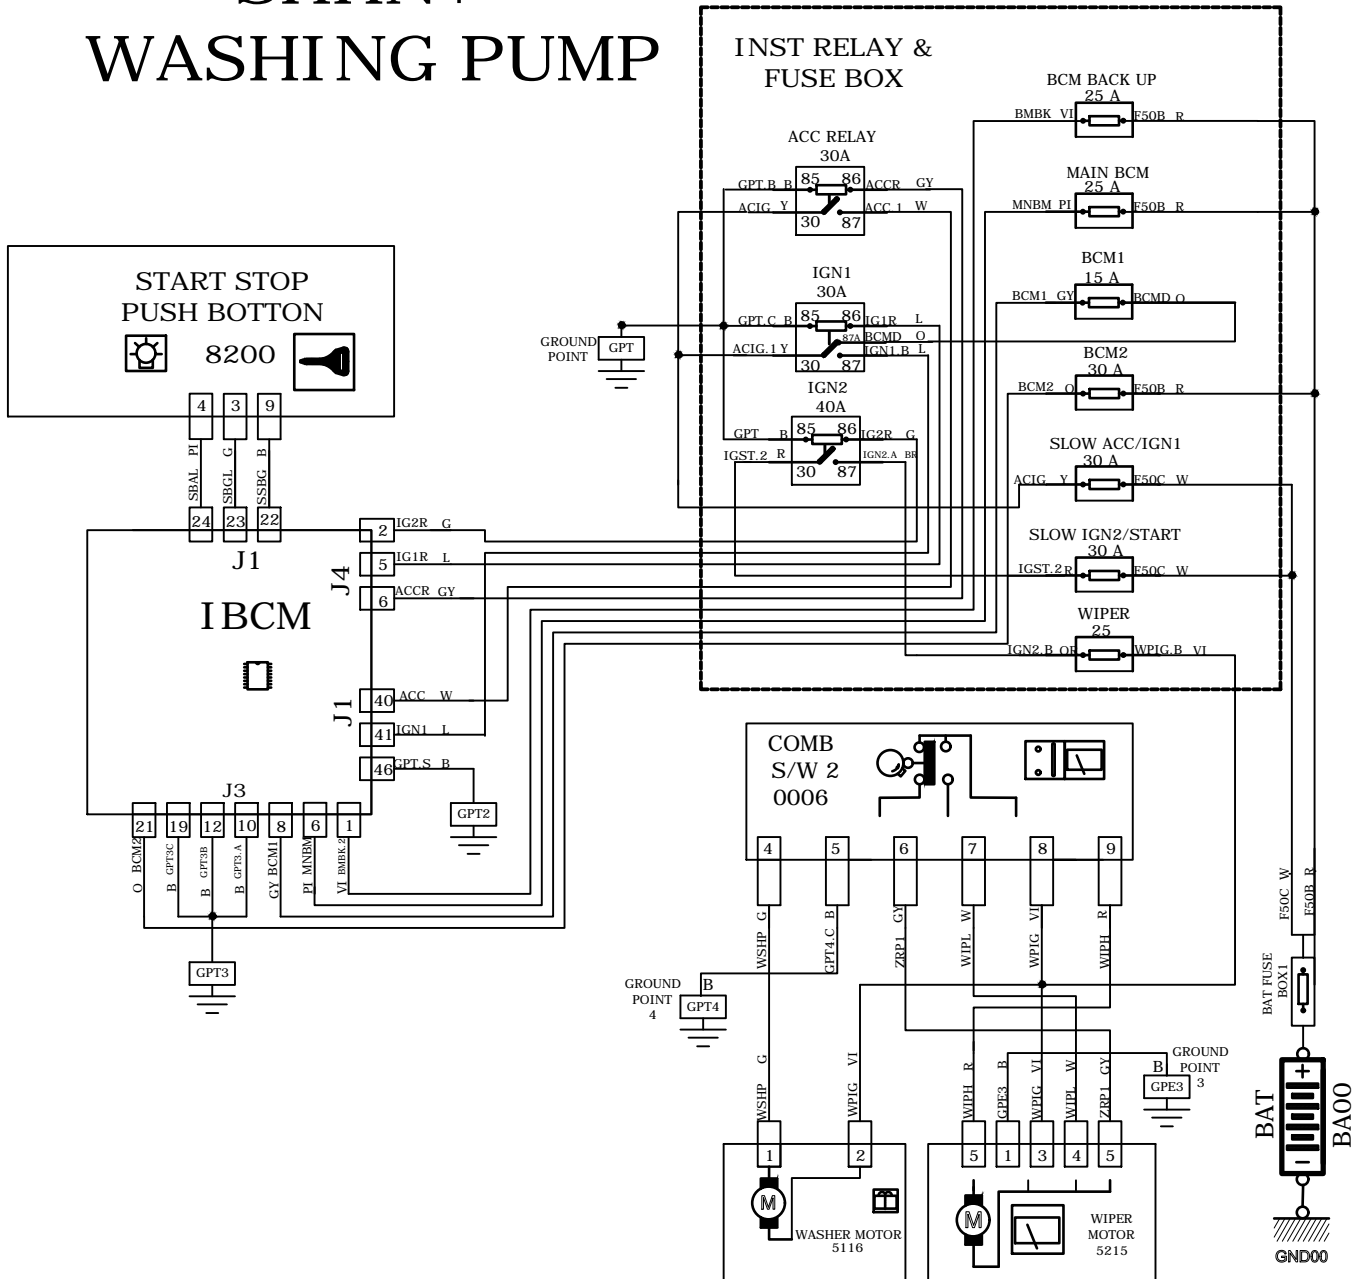 WASHING PUMP
INST RELAY &
FUSE BOX
BCM BACK UP
25 A
BMBK VI
F50B R
ACC RELAY
30A
85 86
GPT.B B
ACCR GY
ACIG Y
ACC.1 W
30 87
MAIN BCM
25 A
MNBM PI
F50B R
START STOP
PUSH BOTTON
8200
4 3 9
SBAL PI
SBGL G
SSBG B
24 23 22
J1
IGN1
30A
85 86
GPT.C B
IG1R L
87A
BCMD O
ACIG.1 Y
IGN1.B L
30 87
GROUND
POINT
GPT
BCM1
15 A
BCM1 GY
BCMD O
IGN2
40A
85 86
GPT B
IG2R G
IGST.2 R
IGN2.A BR
30 87
BCM2
30 A
BCM2 O
F50B R
SLOW ACC/IGN1
30 A
ACIG Y
F50C W
SLOW IGN2/START
30 A
IGST.2 R
F50C W
WIPER
25
IGN2.B OR
WPIG.B VI
IBCM
J4
2
IG2R G
5
IG1R L
6
ACCR GY
J1
40
ACC W
41
IGN1 L
46
GPT.S B
GPT2
J3
21 19 12 10 8 6 1
O BCM2
B GPT3C
B GPT3B
B GPT3.A
GY BCM1
PI MNBM
VI BMBK.2
GPT3
COMB
S/W 2
0006
4 5 6 7 8 9
WSHP G
GPT4.C B
ZRP1 GY
WIPL W
WPIG VI
WIPH R
GROUND
POINT
4
B
GPT4
WSHP G
WPIG VI
WIPH R
GPE3 B
WPIG VI
WIPL W
ZRP1 GY
B
GPE3
GROUND
POINT
3
1 2
M
WASHER MOTOR
5116
5 1 3 4 5
M
WIPER
MOTOR
5215
F50C W
F50B R
BAT FUSE
BOX1
+
−
BAT
BA00
GND00